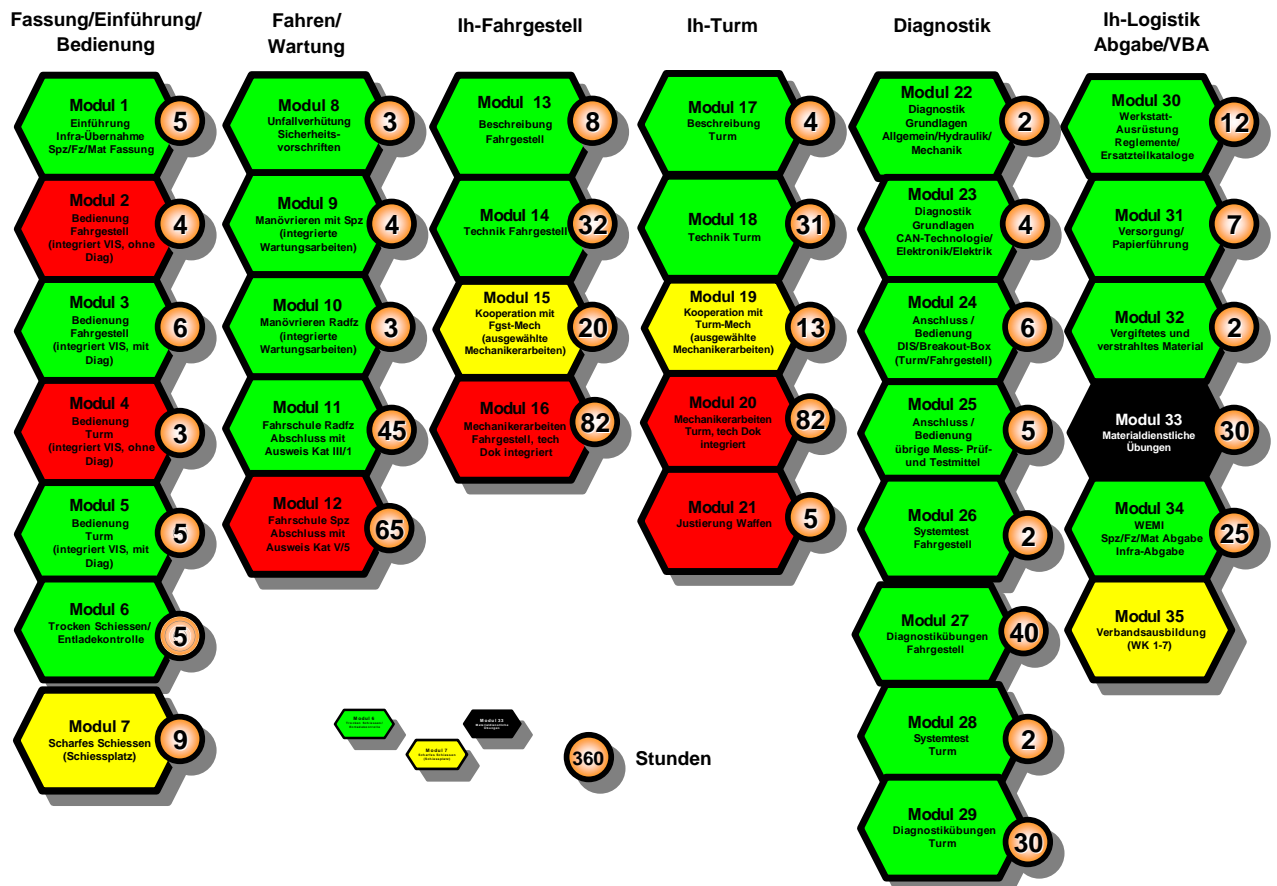 Fassung/Einführung/
Bedienung
Modul 1
Einführung
Infra-Übernahme
Spz/Fz/Mat Fassung
5
Modul 2
Bedienung
Fahrgestell
(integriert VIS, ohne
Diag)
4
Modul 3
Bedienung
Fahrgestell
(integriert VIS, mit
Diag)
6
Modul 4
Bedienung
Turm
(integriert VIS, ohne
Diag)
3
Modul 5
Bedienung
Turm
(integriert VIS, mit
Diag)
5
Modul 6
Trocken Schiessen/
Entladekontrolle
5
Modul 7
Scharfes Schiessen
(Schiessplatz)
9
Fahren/
Wartung
Modul 8
Unfallverhütung
Sicherheits-
vorschriften
3
Modul 9
Manövrieren mit Spz
(integrierte
Wartungsarbeiten)
4
Modul 10
Manövrieren Radfz
(integrierte
Wartungsarbeiten)
3
Modul 11
Fahrschule Radfz
Abschluss mit
Ausweis Kat III/1
45
Modul 12
Fahrschule Spz
Abschluss mit
Ausweis Kat V/5
65
Ih-Fahrgestell
Modul 13
Beschreibung
Fahrgestell
8
Modul 14
Technik Fahrgestell
32
Modul 15
Kooperation mit
Fgst-Mech
(ausgewählte
Mechanikerarbeiten)
20
Modul 16
Mechanikerarbeiten
Fahrgestell, tech
Dok integriert
82
Ih-Turm
Modul 17
Beschreibung
Turm
4
Modul 18
Technik Turm
31
Modul 19
Kooperation mit
Turm-Mech
(ausgewählte
Mechanikerarbeiten)
13
Modul 20
Mechanikerarbeiten
Turm, tech Dok
integriert
82
Modul 21
Justierung Waffen
5
Diagnostik
Modul 22
Diagnostik
Grundlagen
Allgemein/Hydraulik/
Mechanik
2
Modul 23
Diagnostik
Grundlagen
CAN-Technologie/
Elektronik/Elektrik
4
Modul 24
Anschluss /
Bedienung
DIS/Breakout-Box
(Turm/Fahrgestell)
6
Modul 25
Anschluss /
Bedienung
übrige Mess- Prüf-
und Testmittel
5
Modul 26
Systemtest
Fahrgestell
2
Modul 27
Diagnostikübungen
Fahrgestell
40
Modul 28
Systemtest
Turm
2
Modul 29
Diagnostikübungen
Turm
30
Ih-Logistik
Abgabe/VBA
Modul 30
Werkstatt-
Ausrüstung
Reglemente/
Ersatzteilkataloge
12
Modul 31
Versorgung/
Papierführung
7
Modul 32
Vergiftetes und
verstrahltes Material
2
Modul 33
Materialdienstliche
Übungen
30
Modul 34
WEMI
Spz/Fz/Mat Abgabe
Infra-Abgabe
25
Modul 35
Verbandsausbildung
(WK 1-7)
Modul 6
Trocken Schiessen/
Entladekontrolle
Modul 7
Scharfes Schiessen
(Schiessplatz)
Modul 33
Materialdienstliche
Übungen
360
Stunden